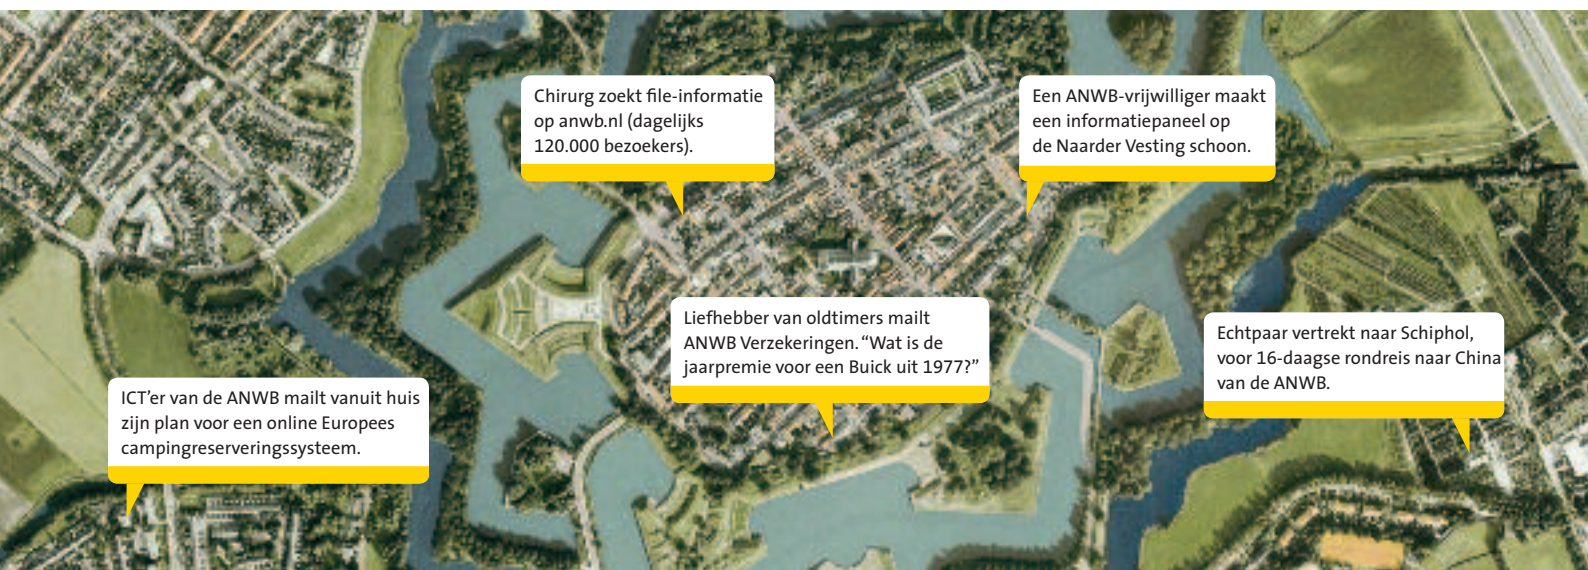 Chirurg zoekt file-informatie
op anwb.nl (dagelijks
120.000 bezoekers).
Een ANWB-vrijwilliger maakt
een informatiepaneel op
de Naarder Vesting schoon.
Liefhebber van oldtimers mailt
ANWB Verzekeringen. “Wat is de
jaarpremie voor een Buick uit 1977?”
Echtpaar vertrekt naar Schiphol,
voor 16-daagse rondreis naar China
van de ANWB.
ICT’er van de ANWB mailt vanuit huis
zijn plan voor een online Europees
campingreserveringssysteem.